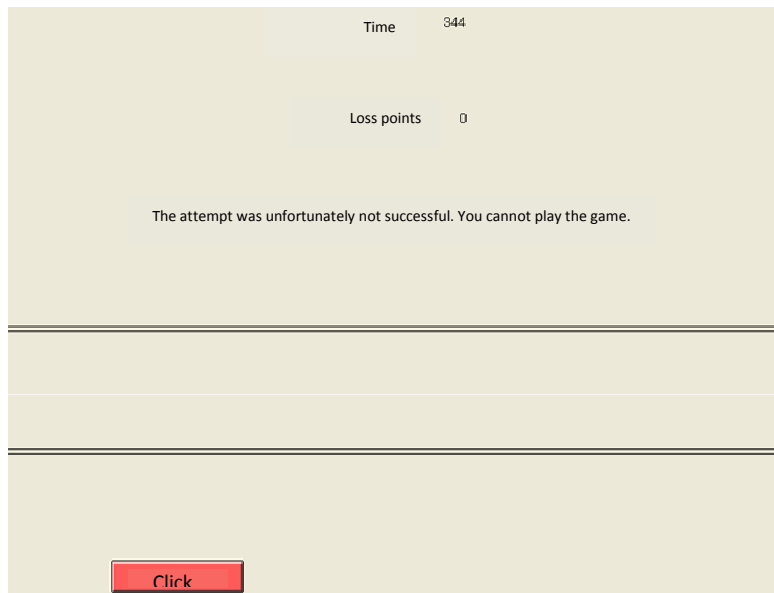 Time 344
Loss points 0
The attempt was unfortunately not successful. You cannot play the game.
Click